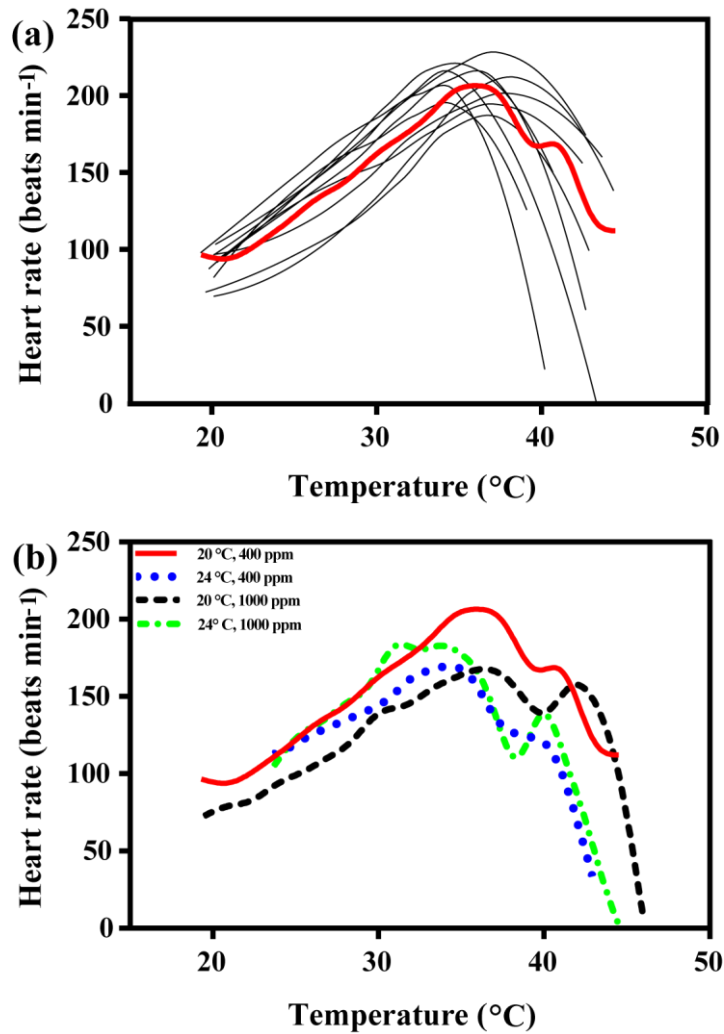 (a)
250
200
150
100
50
0
Heart rate (beats min-1)
20 30 40 50
Temperature (°C)
(b)
250
200
150
100
50
0
Heart rate (beats min-1)
20 °C, 400 ppm
24 °C, 400 ppm
20 °C, 1000 ppm
24° C, 1000 ppm
20 30 40 50
Temperature (°C)